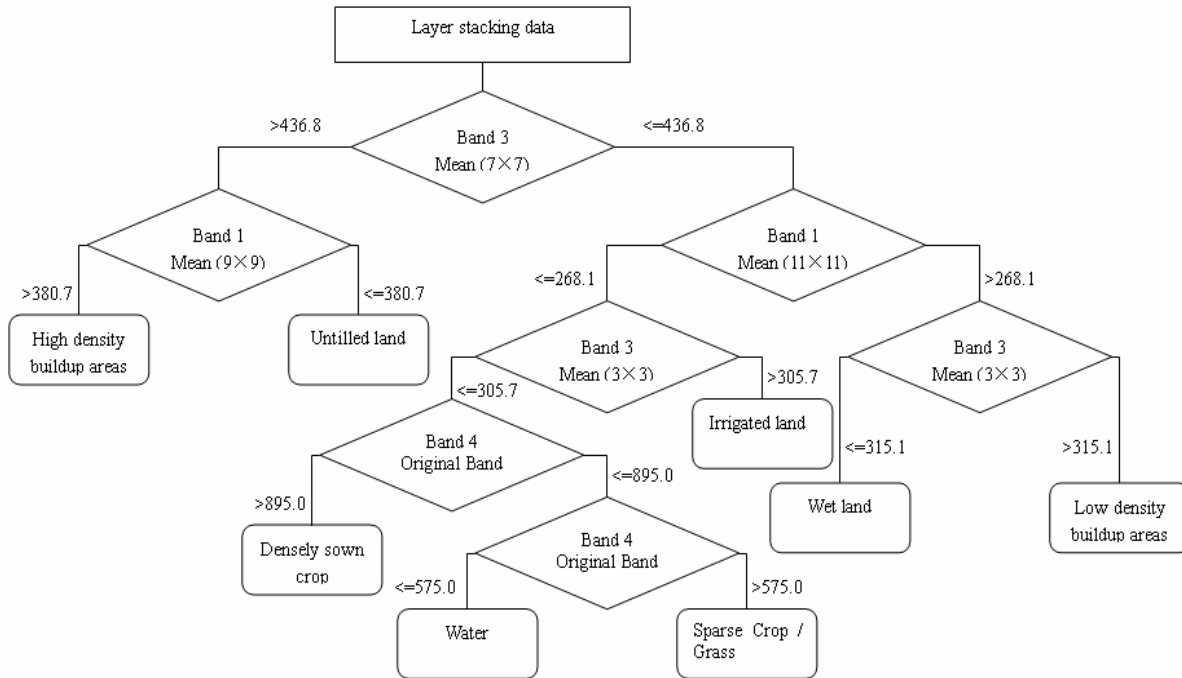 Layer stacking data
>436.8
<=436.8
Band 3
Mean (7×7)
Band 1
Mean (9×9)
Band 1
Mean (11×11)
>380.7
<=380.7
<=268.1
>268.1
High density
buildup areas
Untilled land
Band 3
Mean (3×3)
Band 3
Mean (3×3)
<=305.7
>305.7
Irrigated land
Band 4
Original Band
<=315.1
>315.1
>895.0
<=895.0
Wet land
Low density
buildup areas
Densely sown
crop
Band 4
Original Band
<=575.0
>575.0
Water
Sparse Crop /
Grass